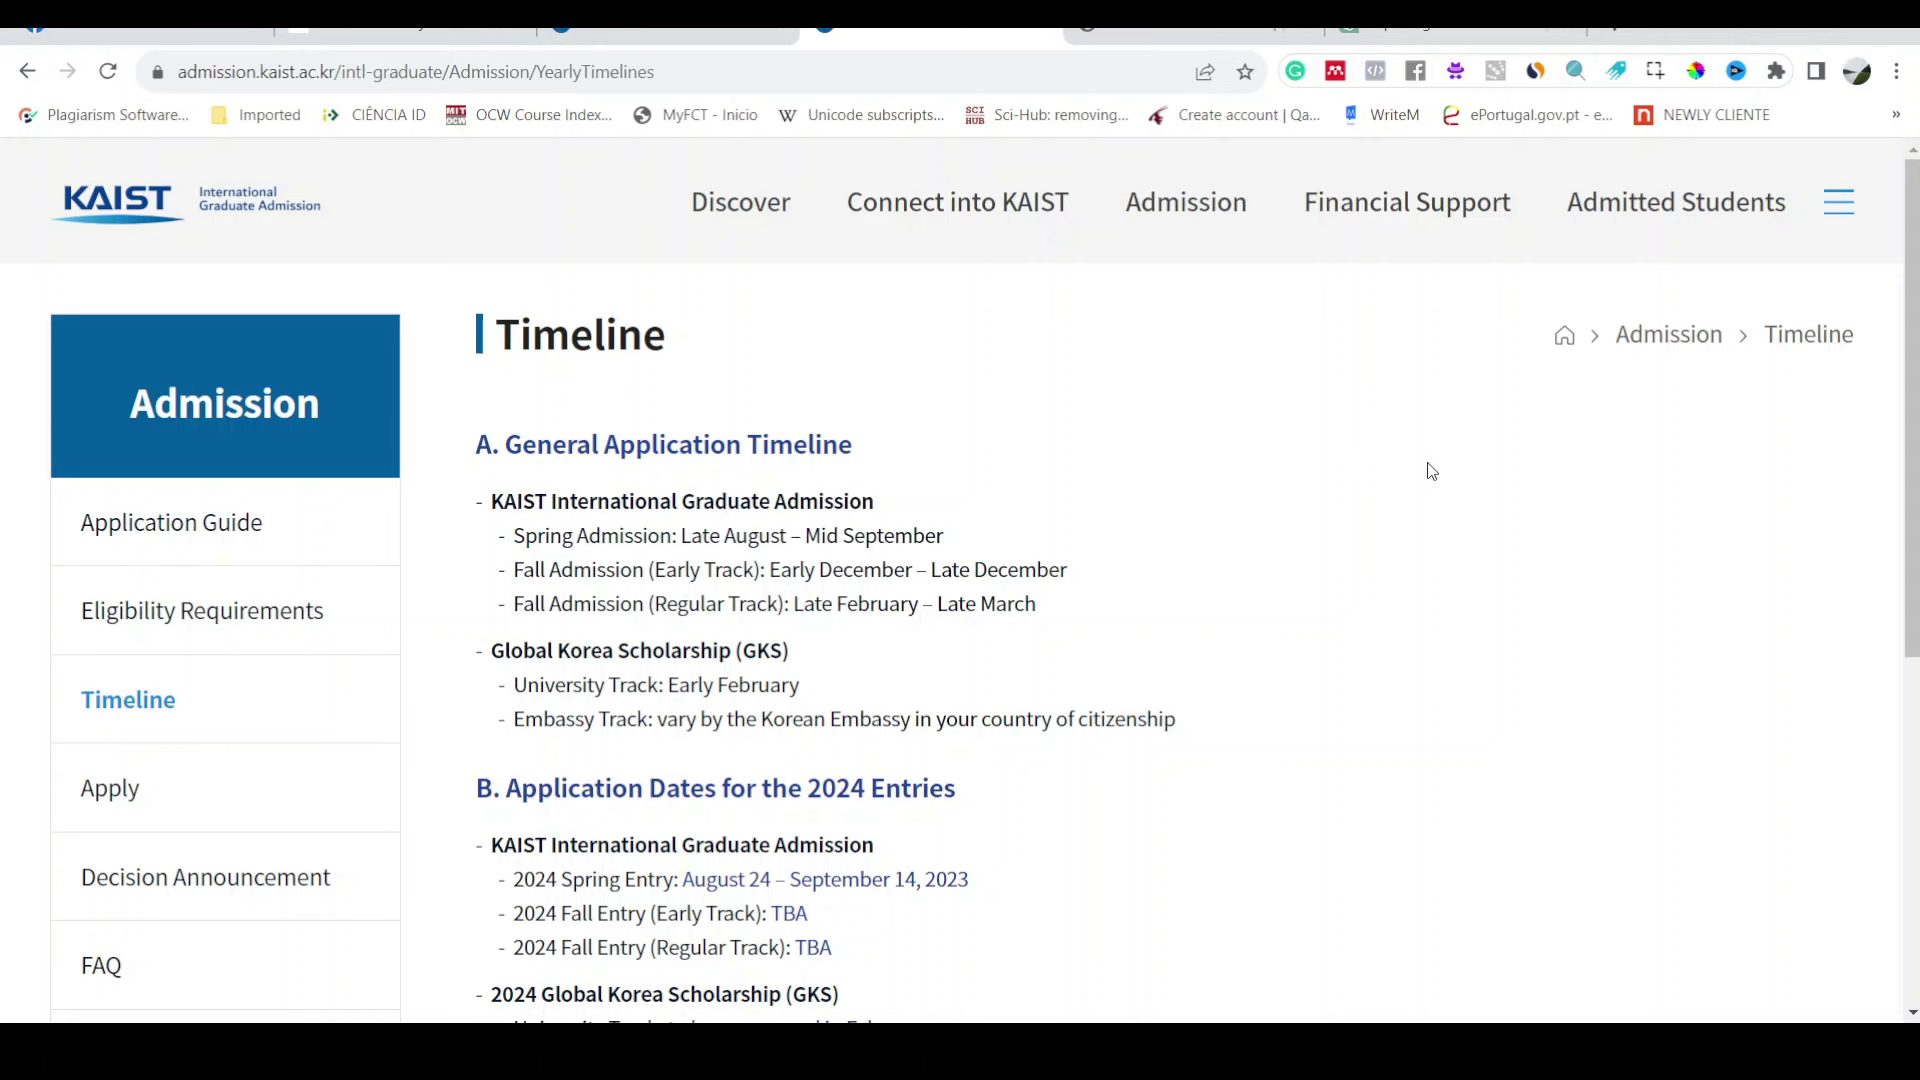 admission.kaist.ac.kr/intl-graduate/Admission/YearlyTimelines
Plagiarism Software... Imported CIÊNCIA ID OCW Course Index... MyFCT - Inicio Unicode subscripts... Sci-Hub: removing... Create account | Qa... WriteM ePortugal.gov.pt - e... NEWLY CLIENTE »
KAIST International
Graduate Admission
Discover Connect into KAIST Admission Financial Support Admitted Students
Timeline
Admission > Timeline
Admission
Application Guide
Eligibility Requirements
Timeline
Apply
Decision Announcement
FAQ
A. General Application Timeline
- KAIST International Graduate Admission
- Spring Admission: Late August – Mid September
- Fall Admission (Early Track): Early December – Late December
- Fall Admission (Regular Track): Late February – Late March
- Global Korea Scholarship (GKS)
- University Track: Early February
- Embassy Track: vary by the Korean Embassy in your country of citizenship
B. Application Dates for the 2024 Entries
- KAIST International Graduate Admission
- 2024 Spring Entry: August 24 – September 14, 2023
- 2024 Fall Entry (Early Track): TBA
- 2024 Fall Entry (Regular Track): TBA
- 2024 Global Korea Scholarship (GKS)